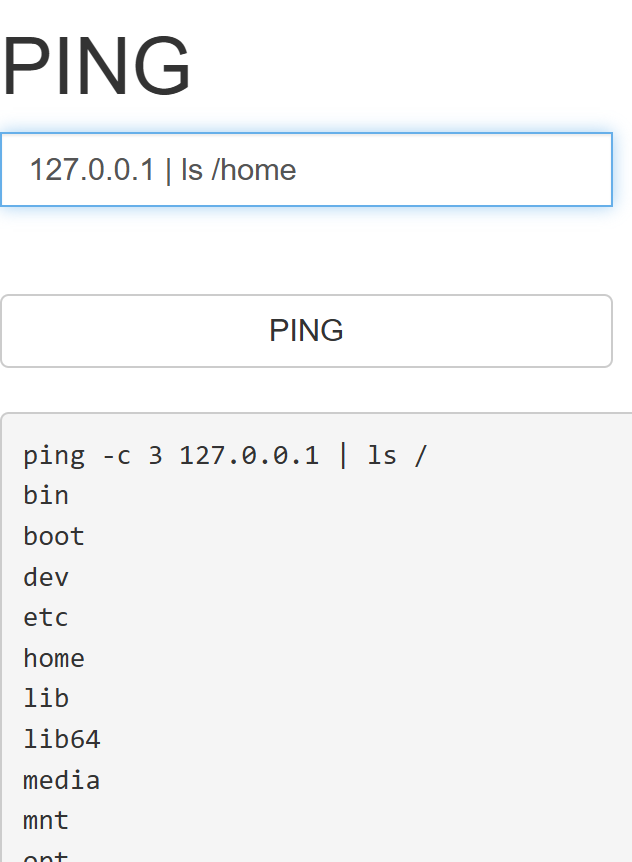 PING
127.0.0.1 | ls /home
PING
ping -c 3 127.0.0.1 | ls /
bin
boot
dev
etc
home
lib
lib64
media
mnt